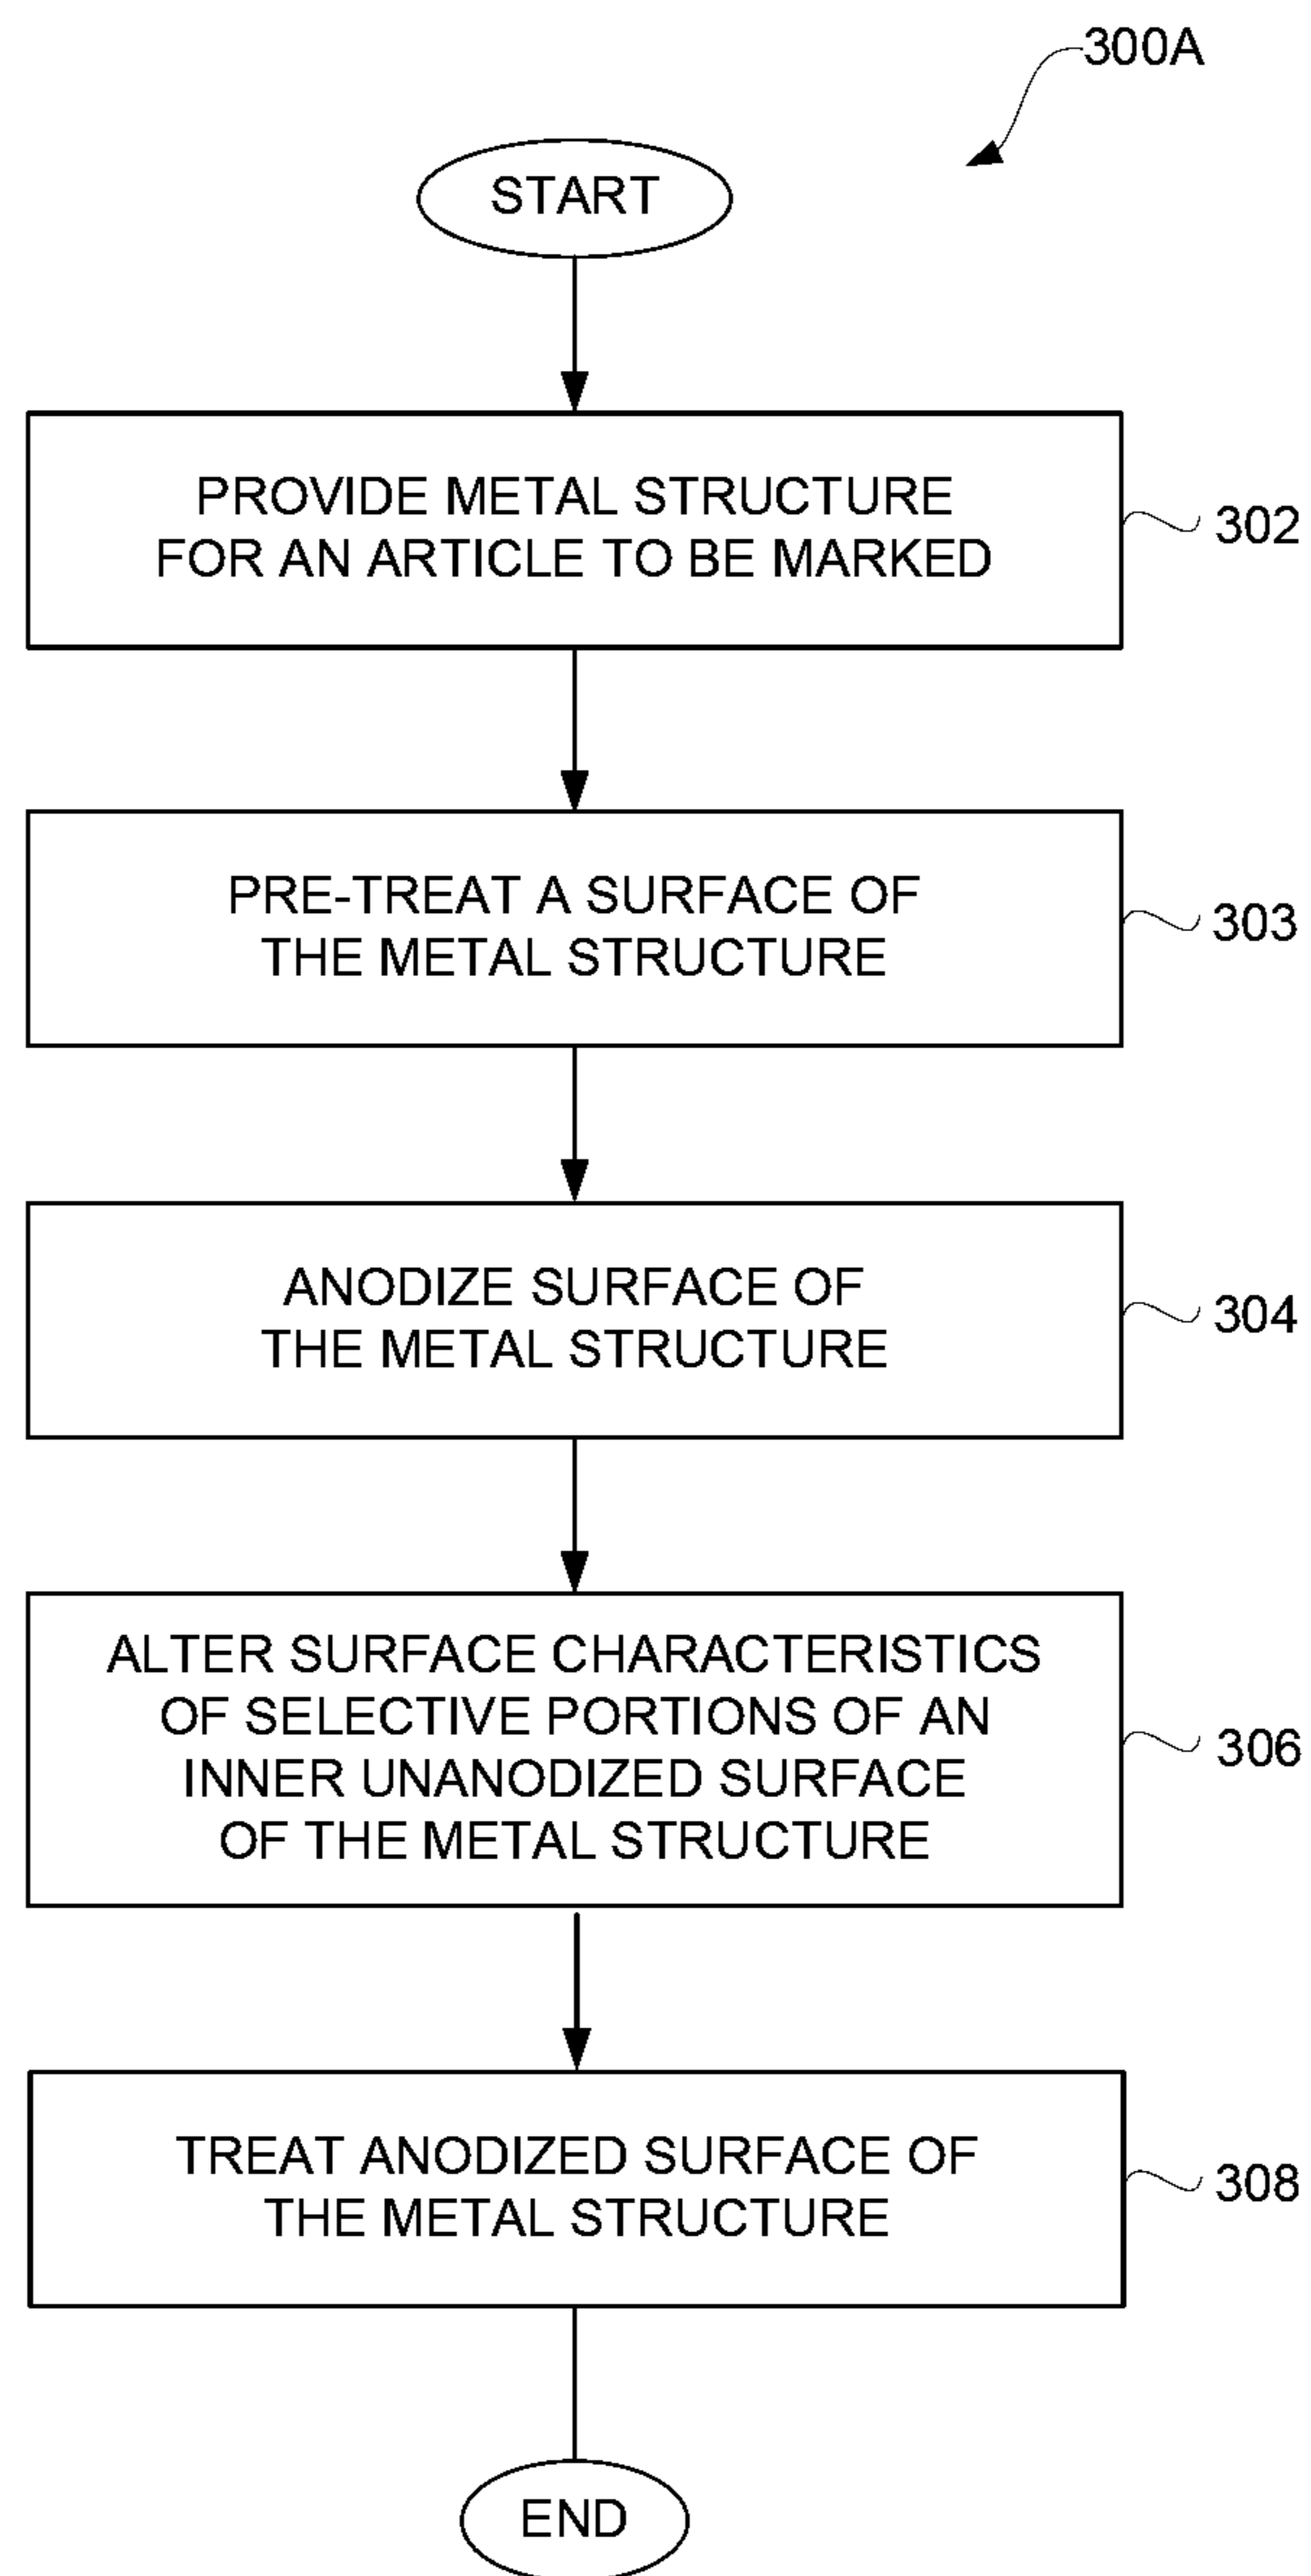 300A
START
PROVIDE METAL STRUCTURE
FOR AN ARTICLE TO BE MARKED
302
PRE-TREAT A SURFACE OF
THE METAL STRUCTURE
303
ANODIZE SURFACE OF
THE METAL STRUCTURE
304
ALTER SURFACE CHARACTERISTICS
OF SELECTIVE PORTIONS OF AN
INNER UNANODIZED SURFACE
OF THE METAL STRUCTURE
306
TREAT ANODIZED SURFACE OF
THE METAL STRUCTURE
308
END